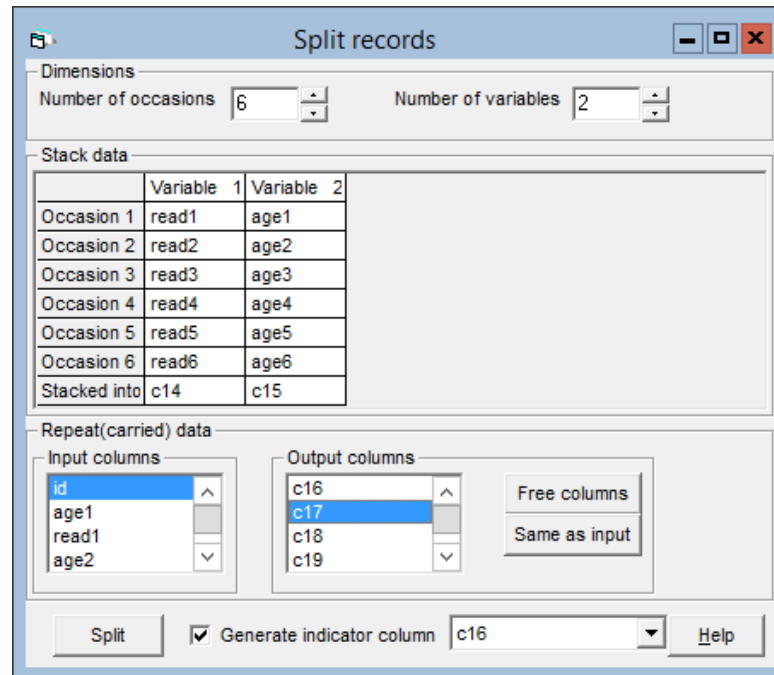 Split records
Dimensions
Number of occasions 6 Number of variables 2
Stack data
Variable 1 Variable 2
Occasion 1 read1 age1
Occasion 2 read2 age2
Occasion 3 read3 age3
Occasion 4 read4 age4
Occasion 5 read5 age5
Occasion 6 read6 age6
Stacked into c14 c15
Repeat(carried) data
Input columns Output columns
id c16
age1 c17
read1 c18
age2 c19
Free columns
Same as input
Split Generate indicator column c16 Help